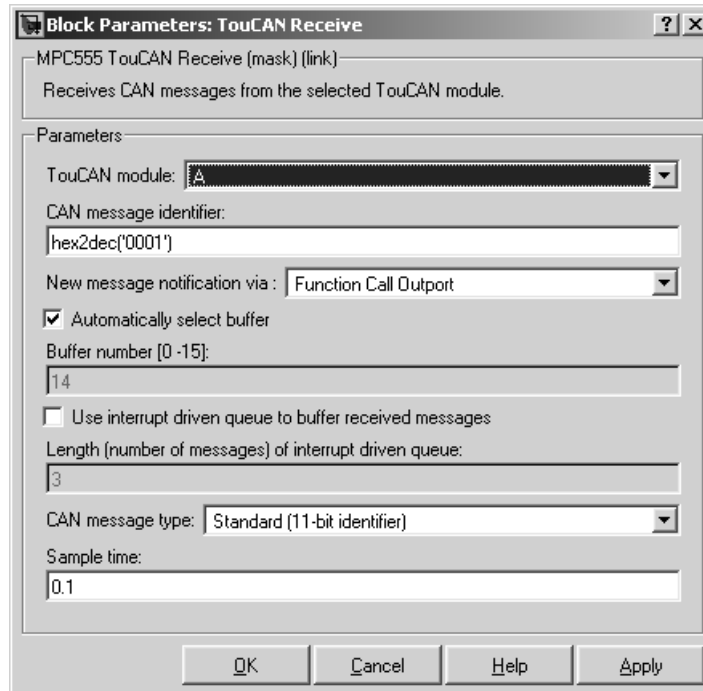 Block Parameters: TouCAN Receive
MPC555 TouCAN Receive (mask) (link)
Receives CAN messages from the selected TouCAN module.
Parameters
TouCAN module: A
CAN message identifier:
hex2dec('0001')
New message notification via : Function Call Outport
Automatically select buffer
Buffer number [0 -15]:
14
Use interrupt driven queue to buffer received messages
Length (number of messages) of interrupt driven queue:
3
CAN message type: Standard (11-bit identifier)
Sample time:
0.1
OK Cancel Help Apply